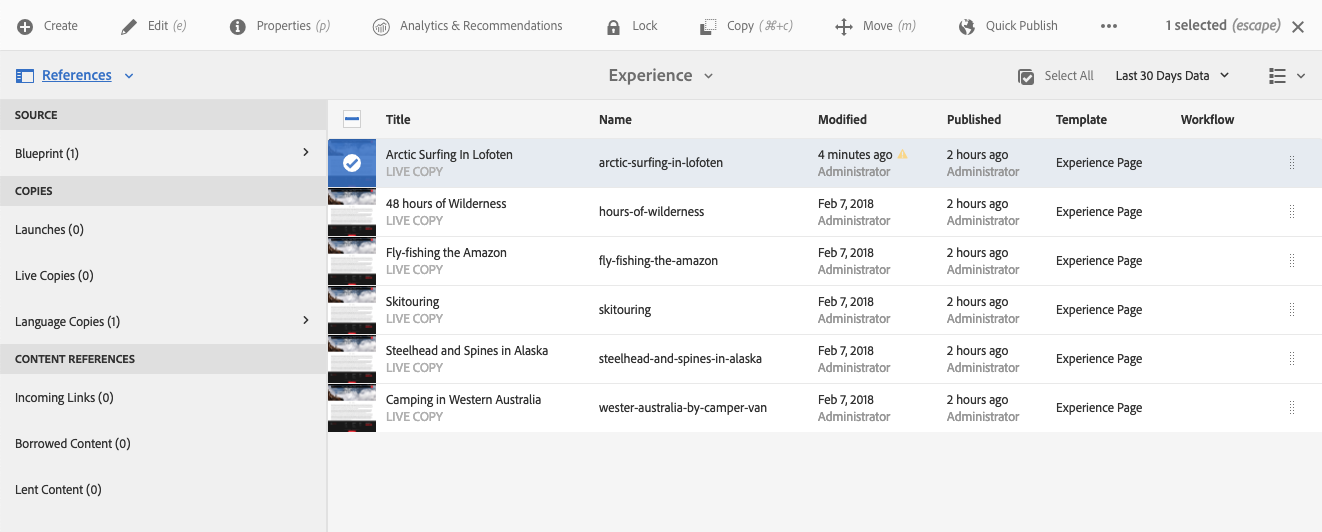 Create Edit (e) Properties (p) Analytics & Recommendations Lock Copy (⌘+c) Move (m) Quick Publish 1 selected (escape)
References Experience Select All Last 30 Days Data
SOURCE
Blueprint (1)
COPIES
Launches (0)
Live Copies (0)
Language Copies (1)
CONTENT REFERENCES
Incoming Links (0)
Borrowed Content (0)
Lent Content (0)
Title Name Modified Published Template Workflow
Arctic Surfing In Lofoten arctic-surfing-in-lofoten 4 minutes ago 2 hours ago Experience Page
LIVE COPY Administrator Administrator
48 hours of Wilderness hours-of-wilderness Feb 7, 2018 2 hours ago Experience Page
LIVE COPY Administrator Administrator
Fly-fishing the Amazon fly-fishing-the-amazon Feb 7, 2018 2 hours ago Experience Page
LIVE COPY Administrator Administrator
Skitouring skitouring Feb 7, 2018 2 hours ago Experience Page
LIVE COPY Administrator Administrator
Steelhead and Spines in Alaska steelhead-and-spines-in-alaska Feb 7, 2018 2 hours ago Experience Page
LIVE COPY Administrator Administrator
Camping in Western Australia wester-australia-by-camper-van Feb 7, 2018 2 hours ago Experience Page
LIVE COPY Administrator Administrator